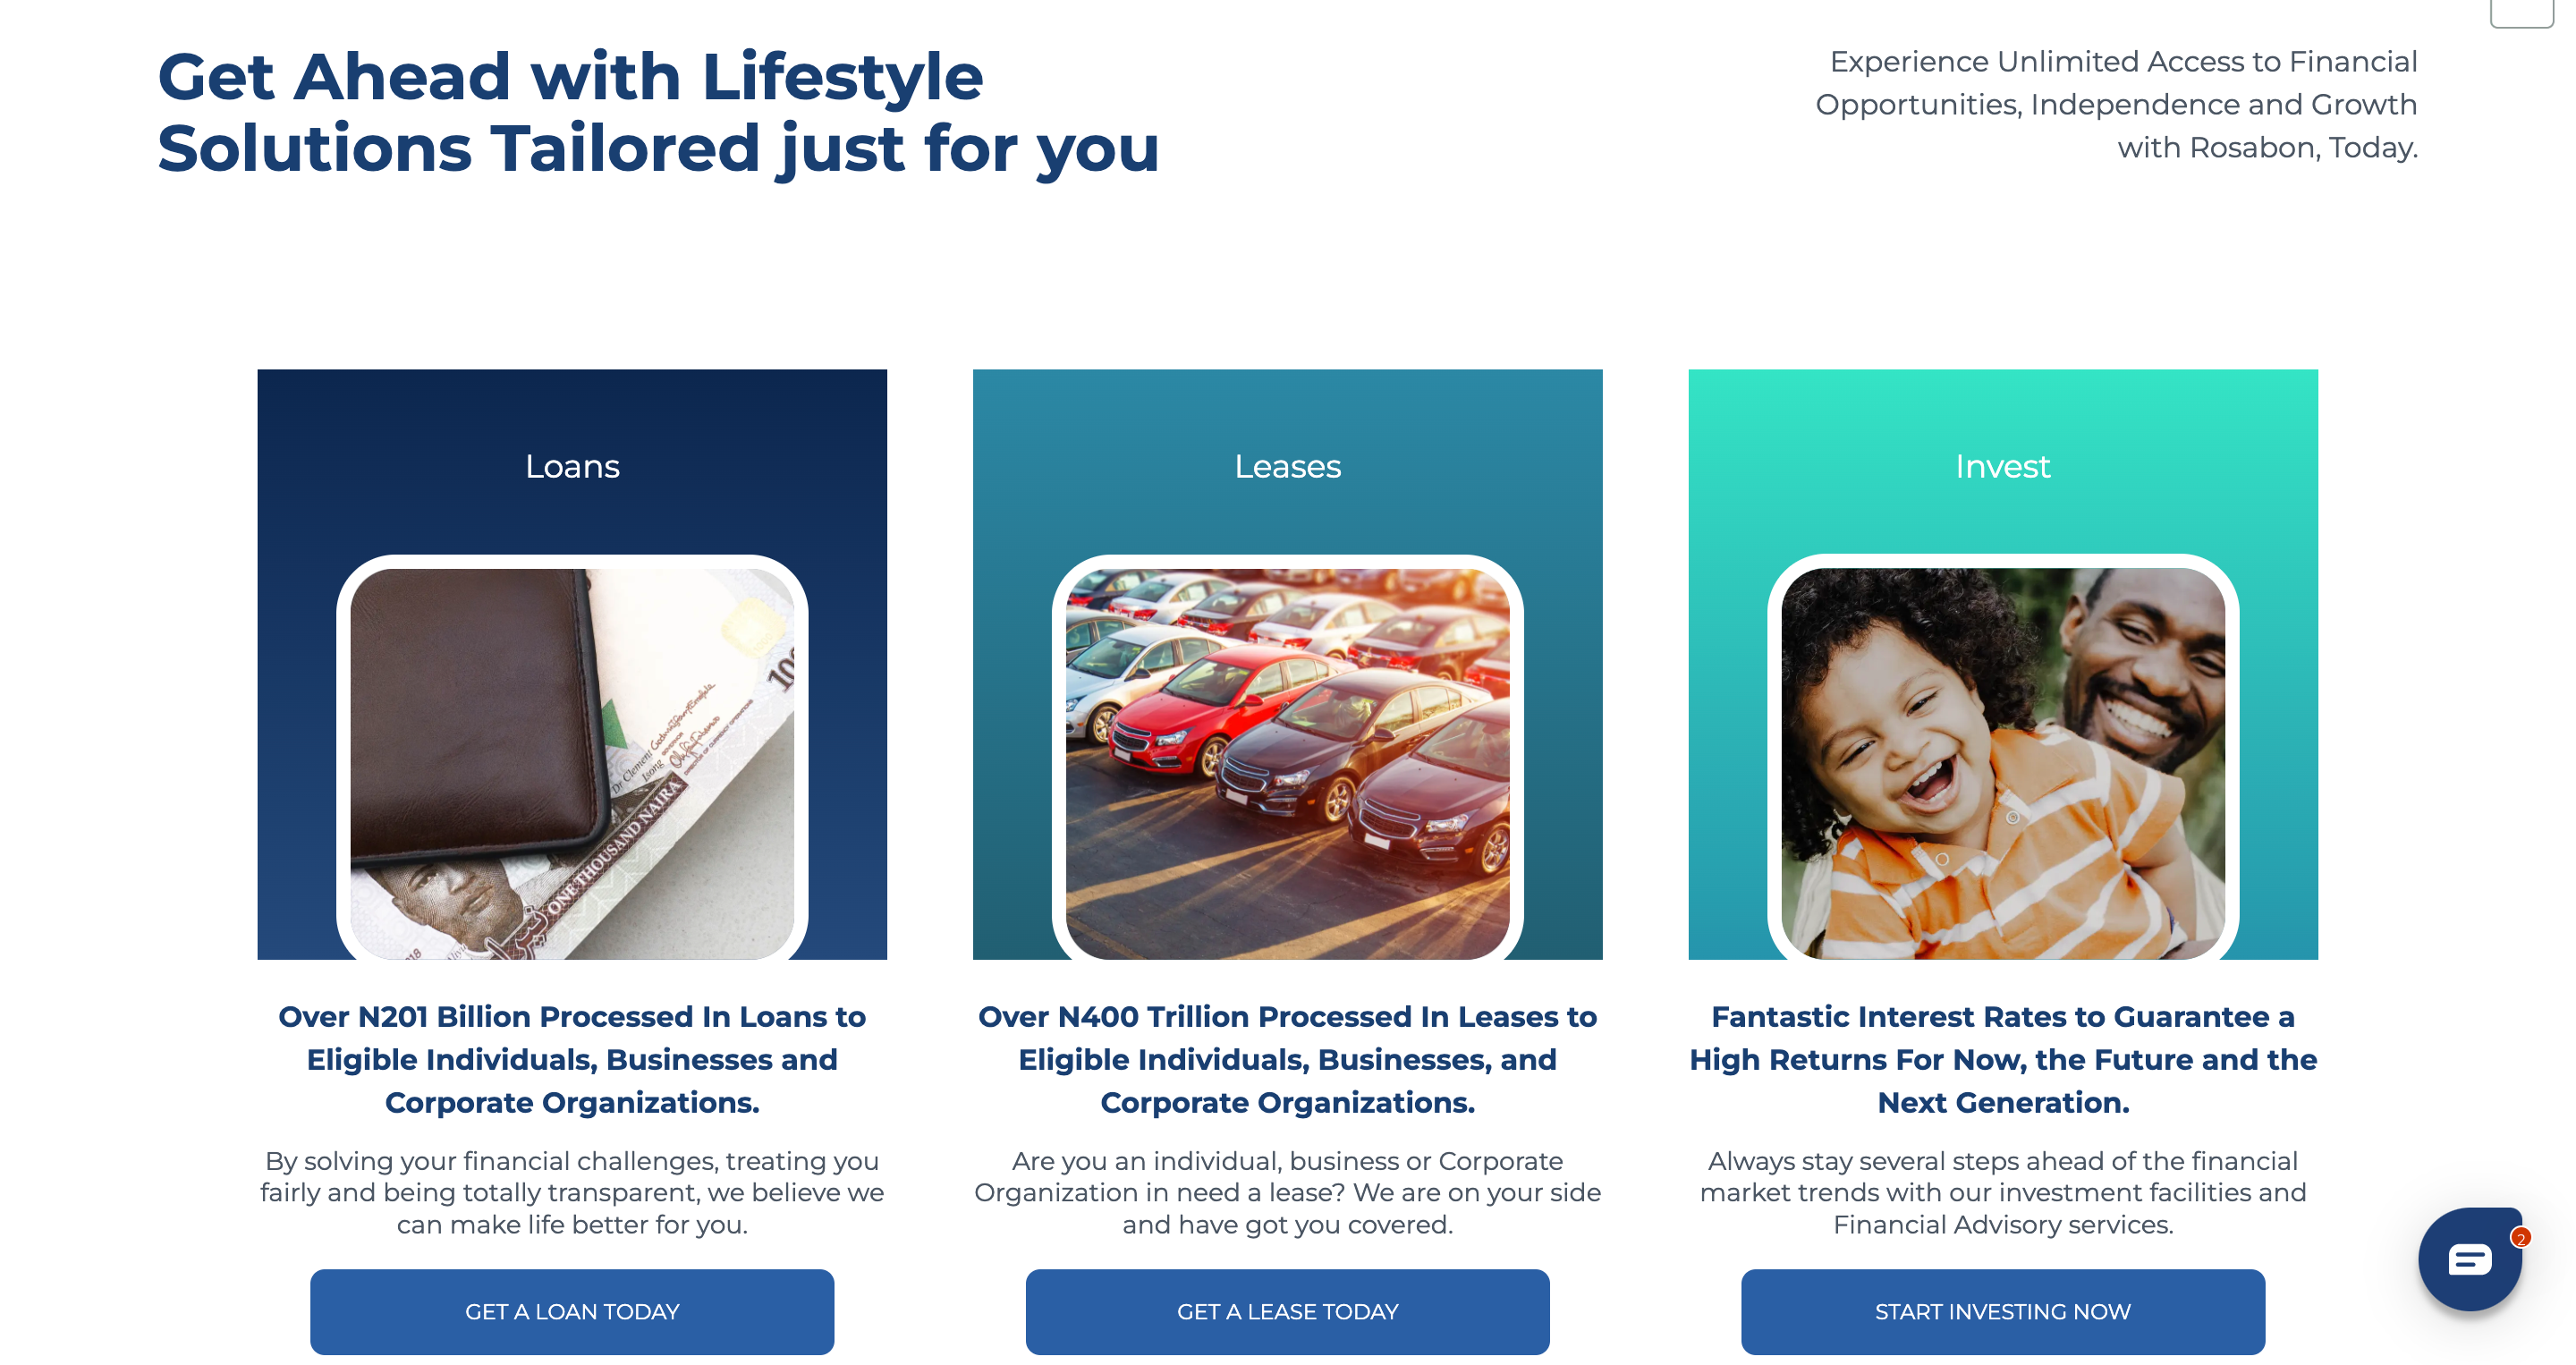 Get Ahead with Lifestyle
Solutions Tailored just for you
Experience Unlimited Access to Financial
Opportunities, Independence and Growth
with Rosabon, Today.
Loans
ONE THOUSAND NAIRA
Over N201 Billion Processed In Loans to
Eligible Individuals, Businesses and
Corporate Organizations.
By solving your financial challenges, treating you
fairly and being totally transparent, we believe we
can make life better for you.
GET A LOAN TODAY
Leases
Over N400 Trillion Processed In Leases to
Eligible Individuals, Businesses, and
Corporate Organizations.
Are you an individual, business or Corporate
Organization in need a lease? We are on your side
and have got you covered.
GET A LEASE TODAY
Invest
Fantastic Interest Rates to Guarantee a
High Returns For Now, the Future and the
Next Generation.
Always stay several steps ahead of the financial
market trends with our investment facilities and
Financial Advisory services.
START INVESTING NOW
2